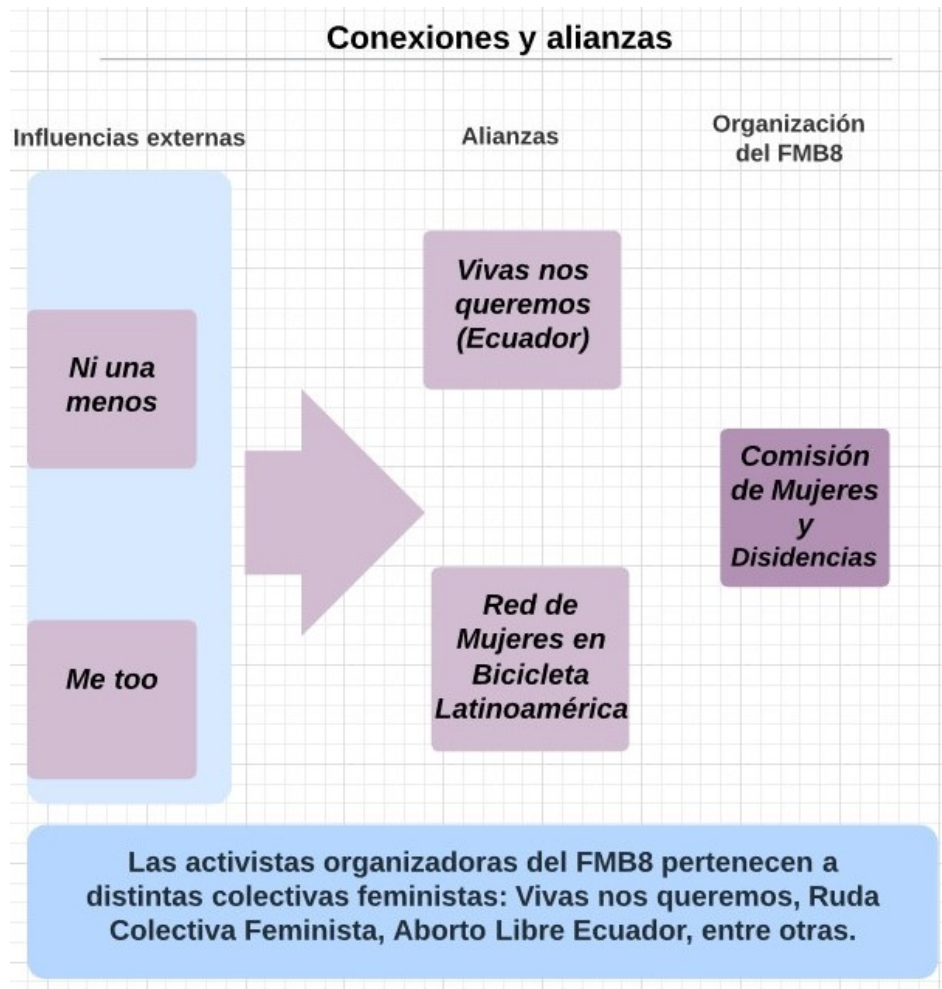 Conexiones y alianzas
Influencias externas
Alianzas
Organización
del FMB8
Ni una
menos
Me too
Vivas nos
queremos
(Ecuador)
Red de
Mujeres en
Bicicleta
Latinoamérica
Comisión
de Mujeres
y
Disidencias
Las activistas organizadoras del FMB8 pertenecen a
distintas colectivas feministas: Vivas nos queremos, Ruda
Colectiva Feminista, Aborto Libre Ecuador, entre otras.